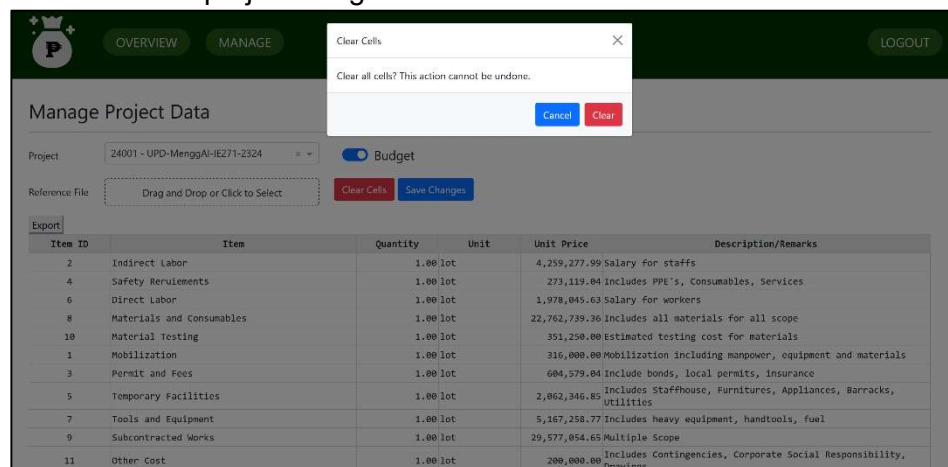 OVERVIEW MANAGE LOGOUT
Clear Cells
Clear all cells? This action cannot be undone.
Cancel Clear
Manage Project Data
Project 24001 - UPD-MenggAI-IE271-2324 Budget
Reference File Drag and Drop or Click to Select Clear Cells Save Changes
Export
Item ID Item Quantity Unit Unit Price Description/Remarks
2 Indirect Labor 1.00 lot 4,259,277.99 Salary for staffs
4 Safety Reruiements 1.00 lot 273,119.04 Includes PPE's, Consumables, Services
6 Direct Labor 1.00 lot 1,978,045.63 Salary for workers
8 Materials and Consumables 1.00 lot 22,762,739.36 Includes all materials for all scope
10 Material Testing 1.00 lot 351,250.00 Estimated testing cost for materials
1 Mobilization 1.00 lot 316,000.00 Mobilization including manpower, equipment and materials
3 Permit and Fees 1.00 lot 604,579.04 Include bonds, local permits, insurance
5 Temporary Facilities 1.00 lot 2,062,346.85 Includes Staffhouse, Furnitures, Appliances, Barracks,
Utilities
7 Tools and Equipment 1.00 lot 5,167,258.77 Includes heavy equipment, handtools, fuel
9 Subcontracted Works 1.00 lot 29,577,054.65 Multiple Scope
11 Other Cost 1.00 lot 200,000.00 Includes Contingencies, Corporate Social Responsibility,